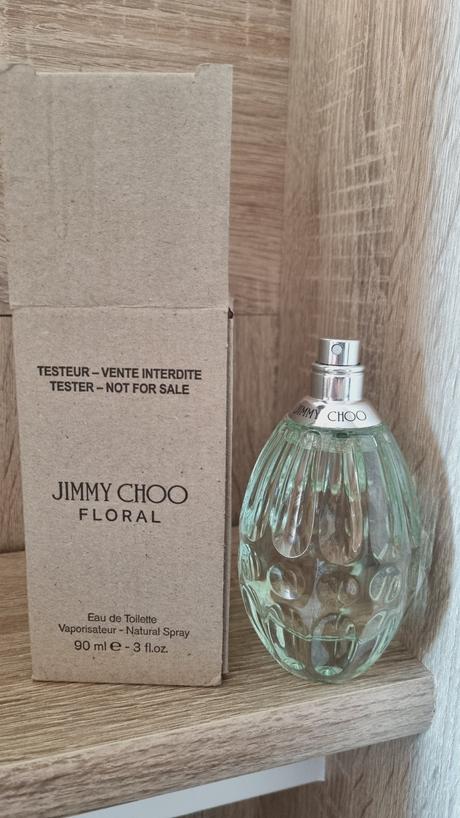 TESTEUR – VENTE INTERDITE
TESTER – NOT FOR SALE
JIMMY CHOO
FLORAL
Eau de Toilette
Vaporisateur - Natural Spray
90 ml ℮ - 3 fl.oz.
JIMMY CHOO